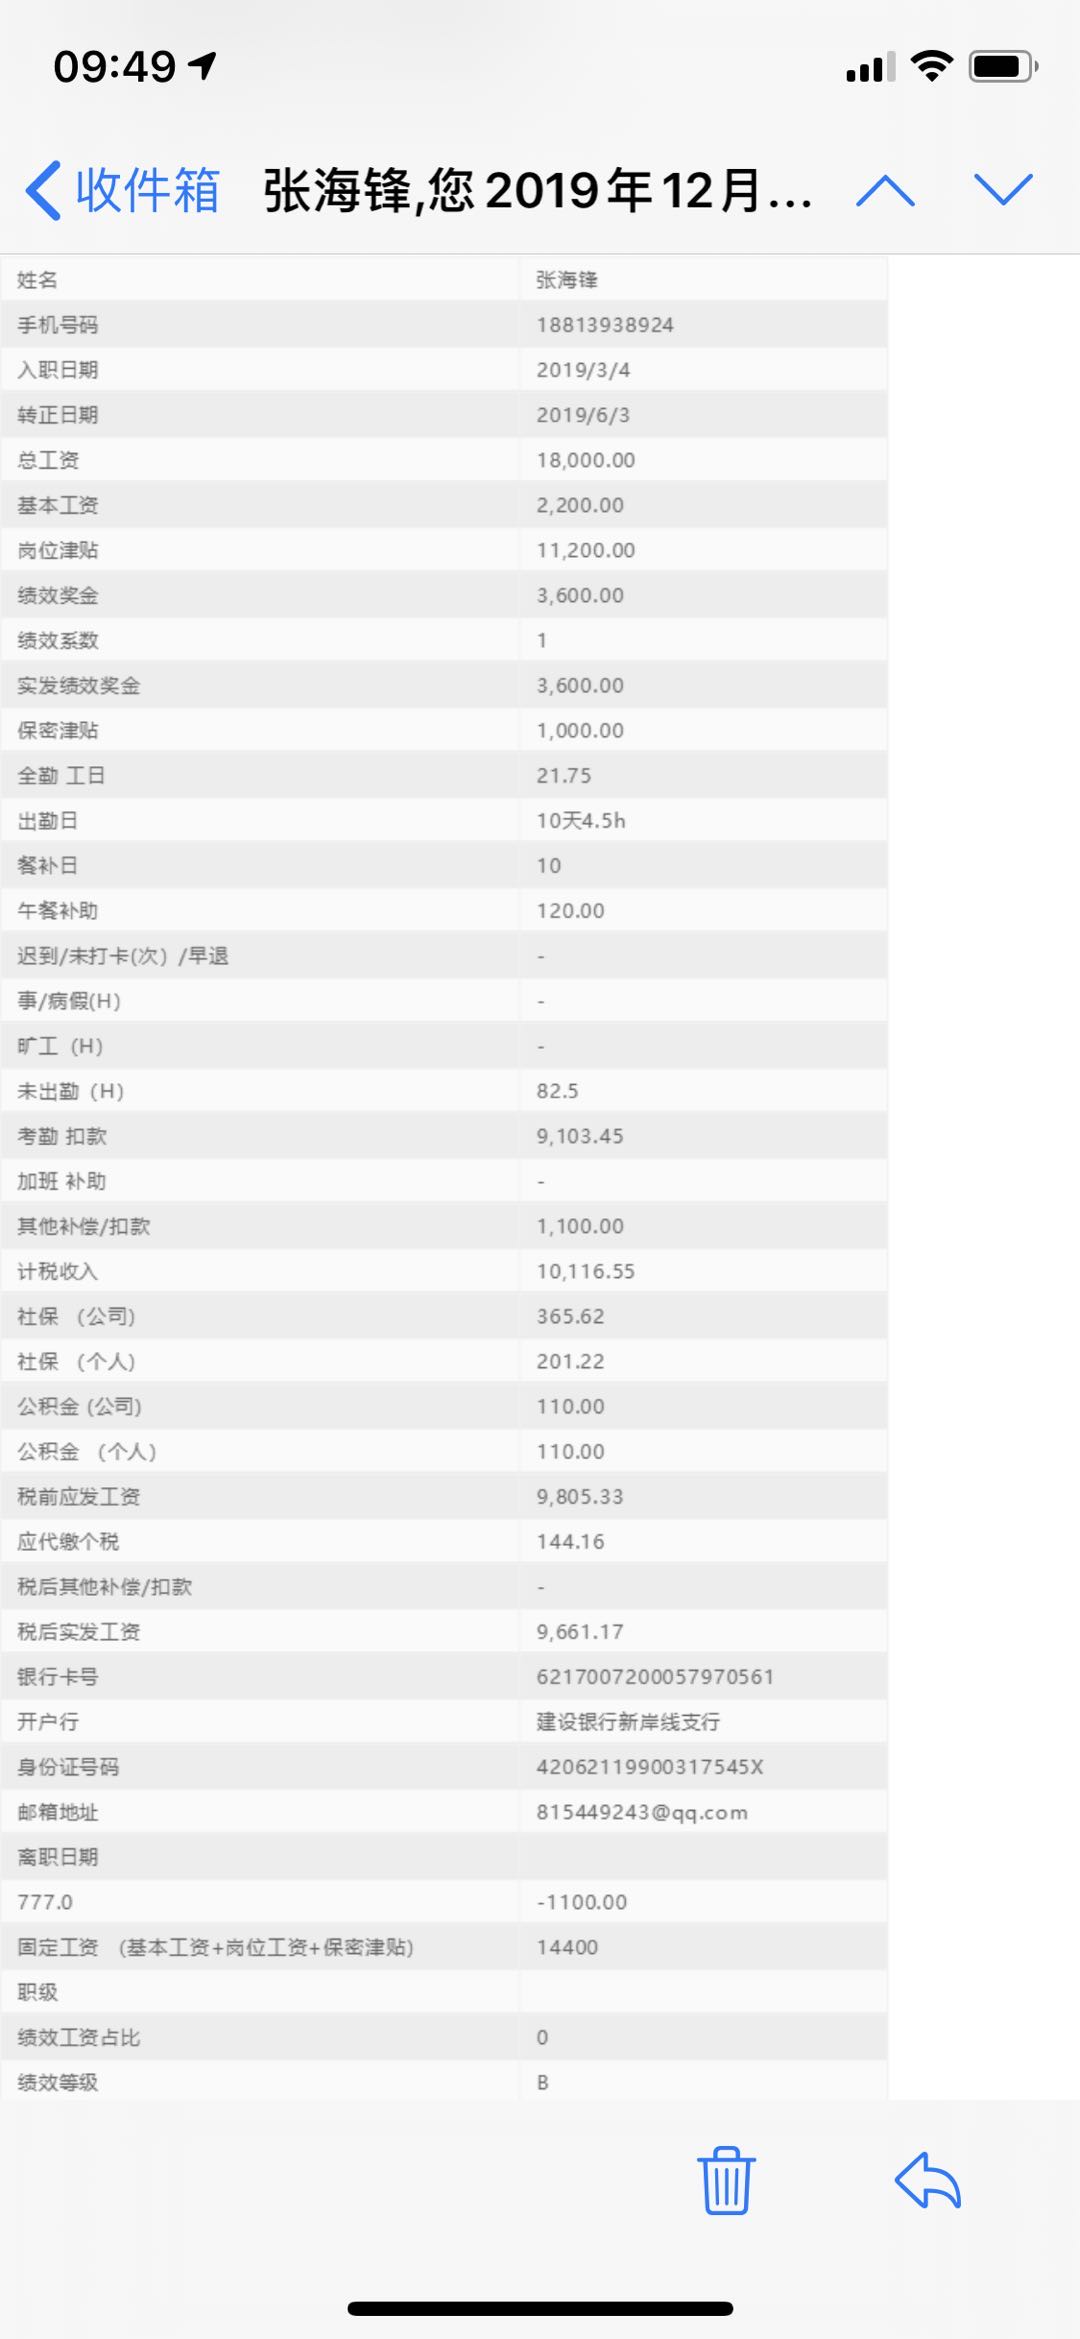 09:49
收件箱 张海锋,您2019年12月...
姓名 张海锋
手机号码 18813938924
入职日期 2019/3/4
转正日期 2019/6/3
总工资 18,000.00
基本工资 2,200.00
岗位津贴 11,200.00
绩效奖金 3,600.00
绩效系数 1
实发绩效奖金 3,600.00
保密津贴 1,000.00
全勤 工日 21.75
出勤日 10天4.5h
餐补日 10
午餐补助 120.00
迟到/未打卡(次) /早退 -
事/病假(H) -
旷工 (H) -
未出勤 (H) 82.5
考勤 扣款 9,103.45
加班 补助 -
其他补偿/扣款 1,100.00
计税收入 10,116.55
社保 (公司) 365.62
社保 (个人) 201.22
公积金 (公司) 110.00
公积金 (个人) 110.00
税前应发工资 9,805.33
应代缴个税 144.16
税后其他补偿/扣款 -
税后实发工资 9,661.17
银行卡号 6217007200057970561
开户行 建设银行新岸线支行
身份证号码 42062119900317545X
邮箱地址 815449243@qq.com
离职日期
777.0 -1100.00
固定工资 (基本工资+岗位工资+保密津贴) 14400
职级
绩效工资占比 0
绩效等级 B